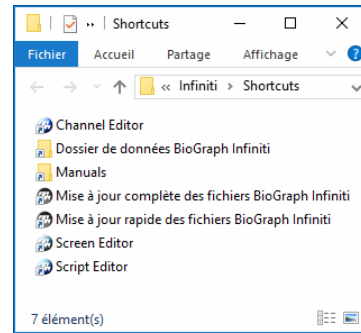 Shortcuts
Fichier Accueil Partage Affichage
« Infiniti > Shortcuts
Channel Editor
Dossier de données BioGraph Infiniti
Manuals
Mise à jour complète des fichiers BioGraph Infiniti
Mise à jour rapide des fichiers BioGraph Infiniti
Screen Editor
Script Editor
7 élément(s)